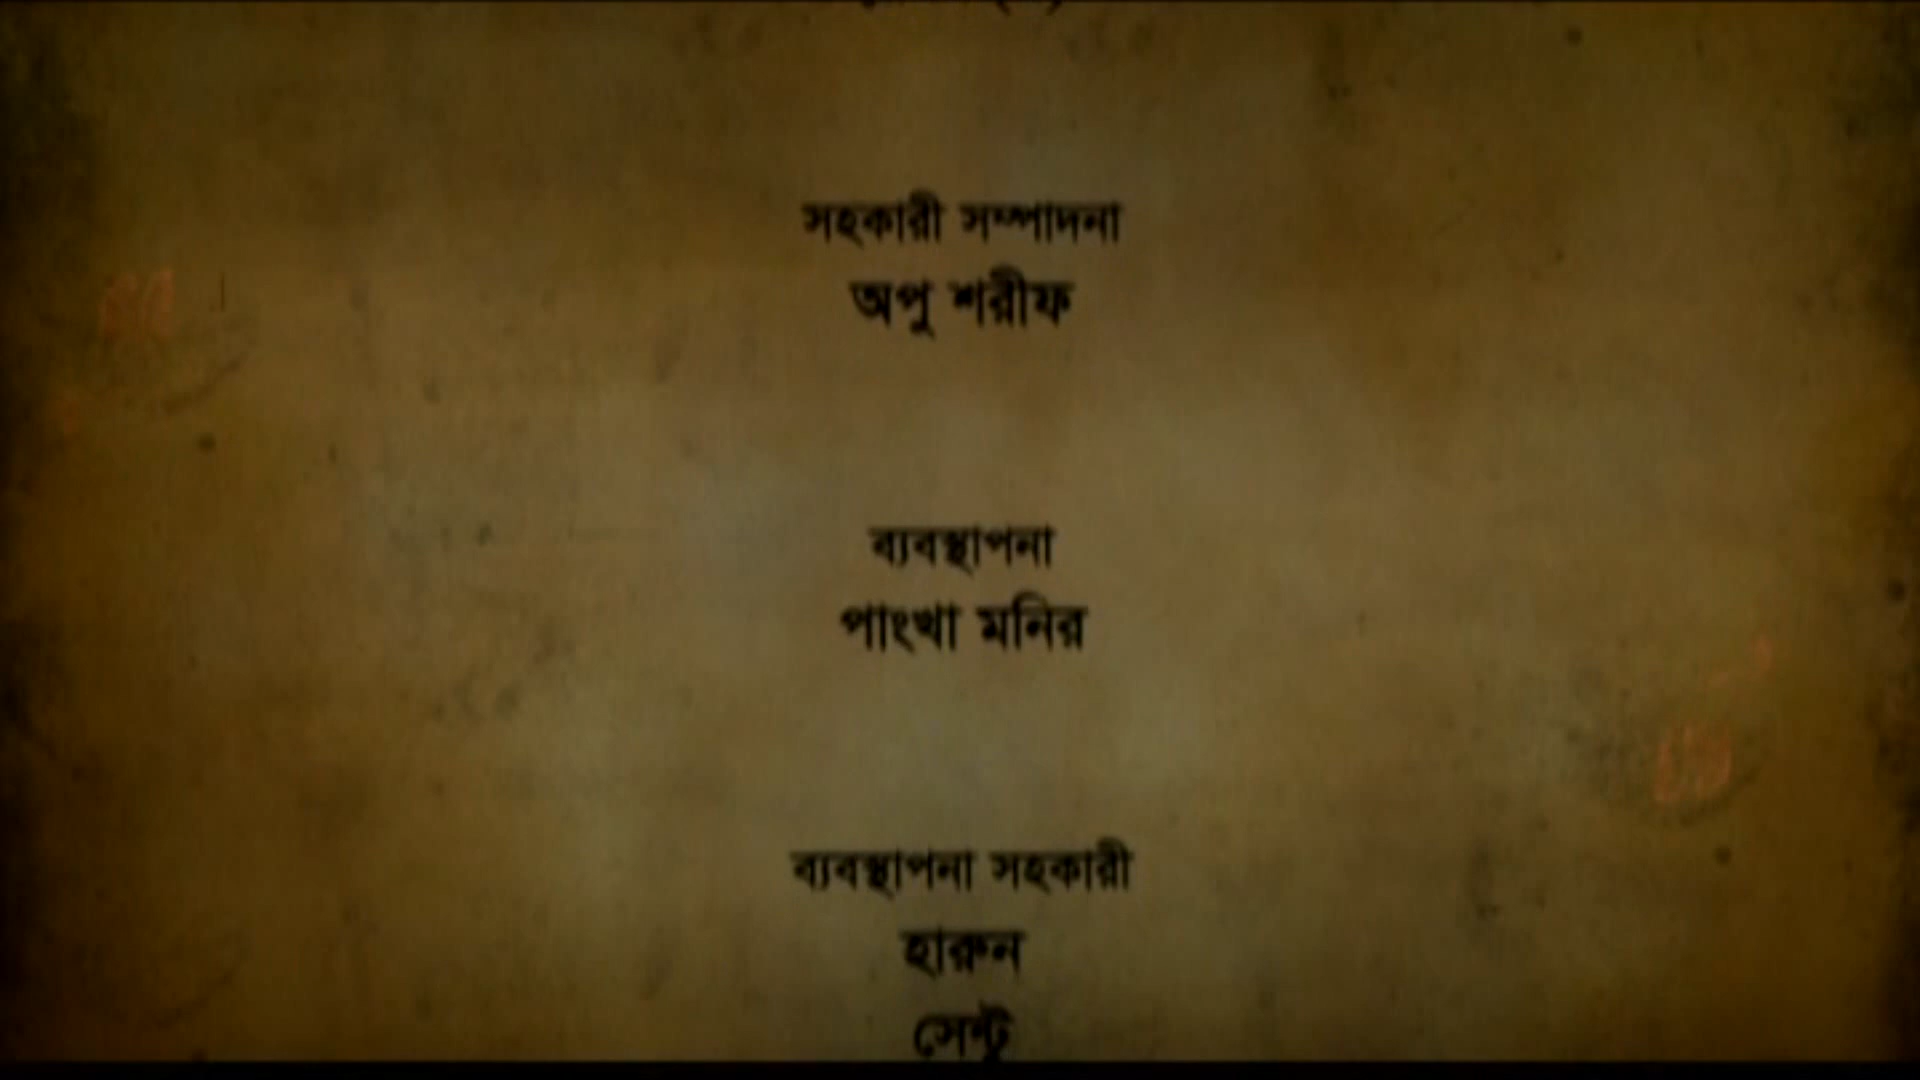 সহকারী সম্পাদনা
অপু শরীফ
ব্যবস্থাপনা
পাংখা মনির
ব্যবস্থাপনা সহকারী
হারুন
সেন্টু